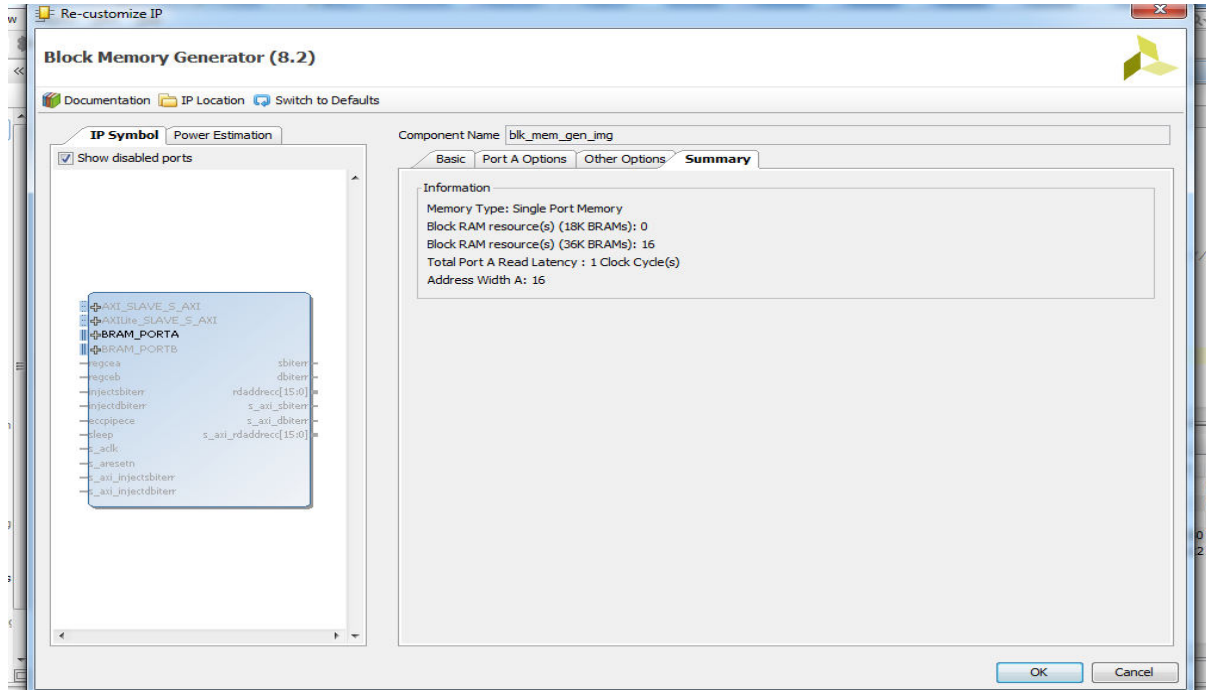 w
Re-customize IP
Block Memory Generator (8.2)
Documentation IP Location Switch to Defaults
IP Symbol Power Estimation
Show disabled ports
AXI_SLAVE_S_AXI
AXILite_SLAVE_S_AXI
BRAM_PORTA
BRAM_PORTB
regcea sbiterr
regceb dbiterr
injectsbiterr rdaddrecc[15:0]
injectdbiterr s_axi_sbiterr
eccpipece s_axi_dbiterr
sleep s_axi_rdaddrecc[15:0]
s_aclk
s_aresetn
s_axi_injectsbiterr
s_axi_injectdbiterr
Component Name blk_mem_gen_img
Basic Port A Options Other Options Summary
Information
Memory Type: Single Port Memory
Block RAM resource(s) (18K BRAMs): 0
Block RAM resource(s) (36K BRAMs): 16
Total Port A Read Latency : 1 Clock Cycle(s)
Address Width A: 16
0
2
OK Cancel